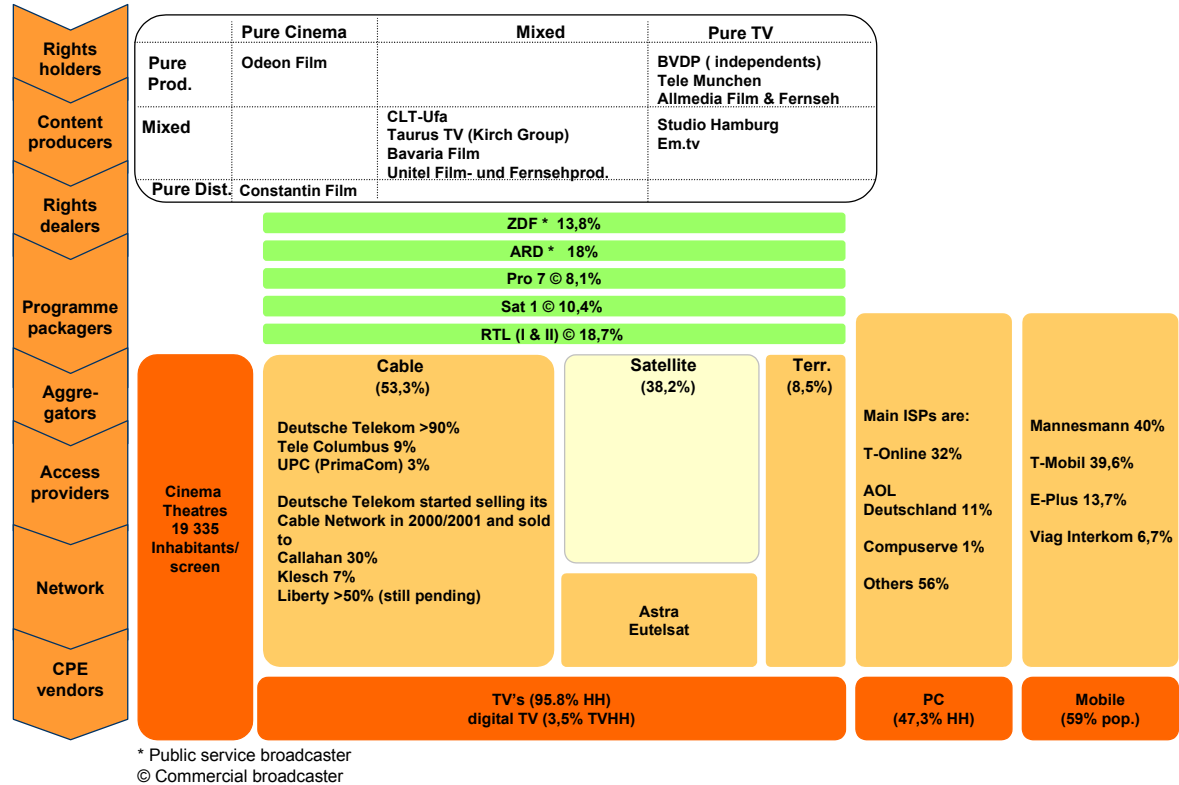 Rights
holders
Content
producers
Rights
dealers
Programme
packagers
Aggre-
gators
Access
providers
Network
CPE
vendors
Pure Cinema
Mixed
Pure TV
Pure
Prod.
Odeon Film
BVDP ( independents)
Tele Munchen
Allmedia Film & Fernseh
Mixed
CLT-Ufa
Taurus TV (Kirch Group)
Bavaria Film
Unitel Film- und Fernsehprod.
Studio Hamburg
Em.tv
Pure Dist.
Constantin Film
ZDF * 13,8%
ARD * 18%
Pro 7 © 8,1%
Sat 1 © 10,4%
RTL (I & II) © 18,7%
Cinema
Theatres
19 335
Inhabitants/
screen
Cable
(53,3%)
Deutsche Telekom >90%
Tele Columbus 9%
UPC (PrimaCom) 3%
Deutsche Telekom started selling its
Cable Network in 2000/2001 and sold
to
Callahan 30%
Klesch 7%
Liberty >50% (still pending)
Satellite
(38,2%)
Astra
Eutelsat
Terr.
(8,5%)
Main ISPs are:
T-Online 32%
AOL
Deutschland 11%
Compuserve 1%
Others 56%
Mannesmann 40%
T-Mobil 39,6%
E-Plus 13,7%
Viag Interkom 6,7%
TV's (95.8% HH)
digital TV (3,5% TVHH)
PC
(47,3% HH)
Mobile
(59% pop.)
* Public service broadcaster
© Commercial broadcaster